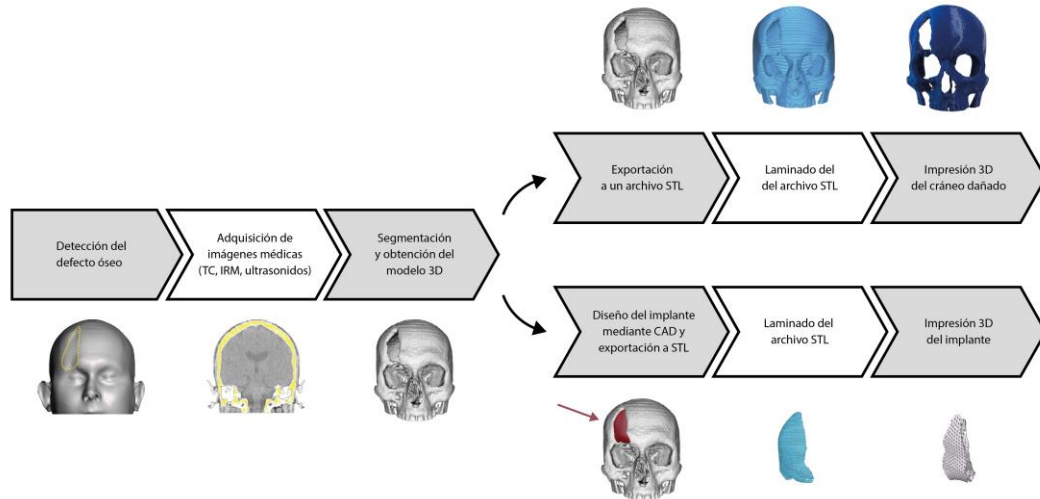 Detección del
defecto óseo
Adquisición de
imágenes médicas
(TC, IRM, ultrasonidos)
Segmentación
y obtención del
modelo 3D
Exportación
a un archivo STL
Laminado del
del archivo STL
Impresión 3D
del cráneo dañado
Diseño del implante
mediante CAD y
exportación a STL
Laminado del
archivo STL
Impresión 3D
del implante